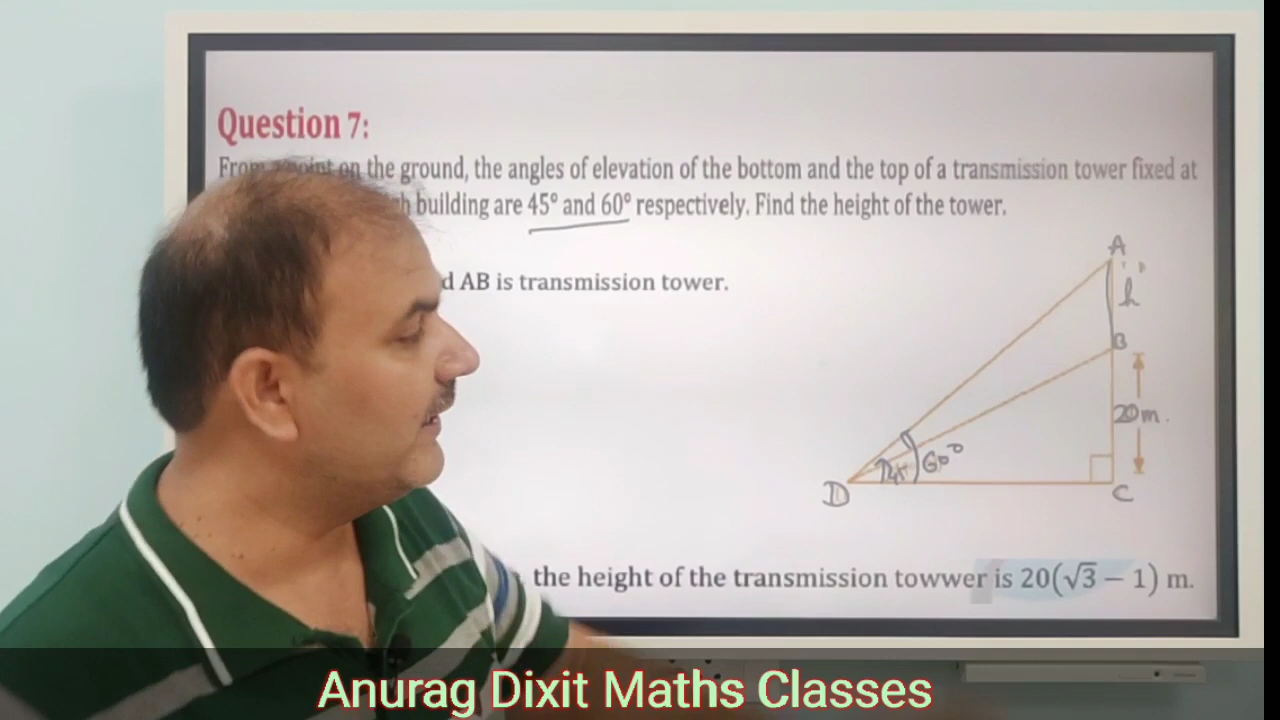 Question 7:
From a point on the ground, the angles of elevation of the bottom and the top of a transmission tower fixed at
building are 45° and 60° respectively. Find the height of the tower.
AB is transmission tower.
A
h
B
20m.
60°
D
C
the height of the transmission towwer is 20(√3 − 1) m.
Anurag Dixit Maths Classes